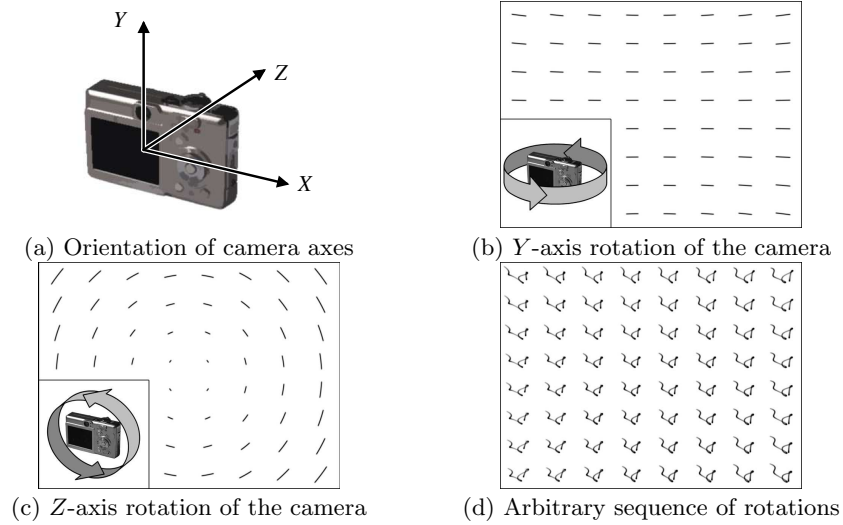 Y
Z
X
(a) Orientation of camera axes
(b) Y-axis rotation of the camera
(c) Z-axis rotation of the camera
(d) Arbitrary sequence of rotations